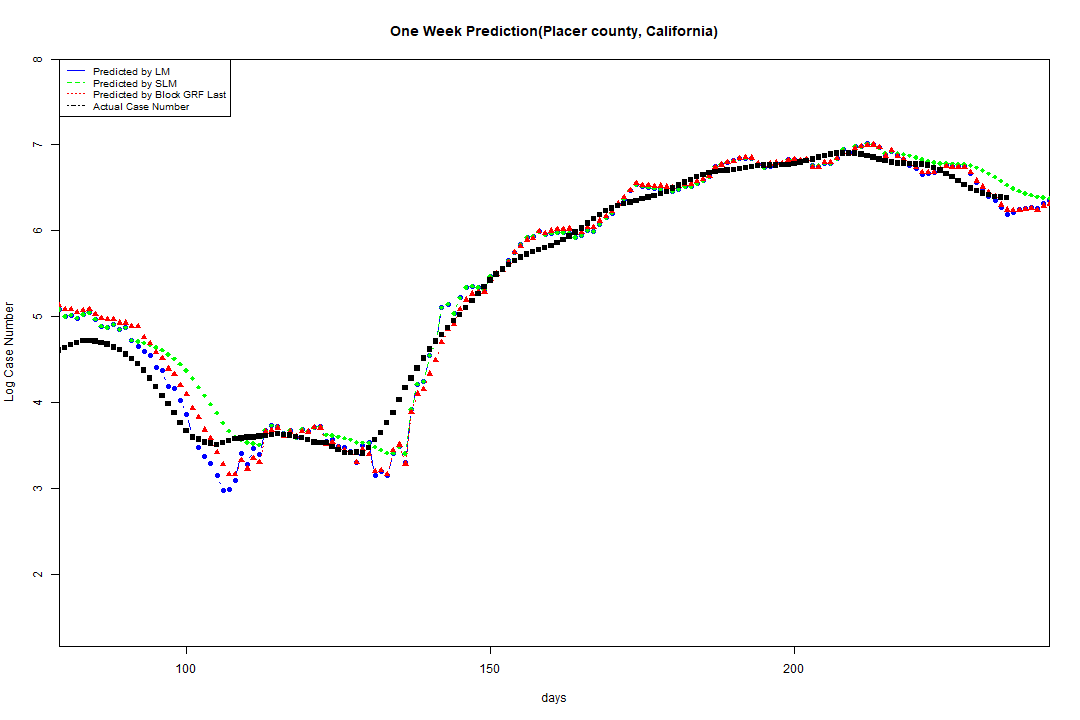 One Week Prediction(Placer county, California)
Predicted by LM
Predicted by SLM
Predicted by Block GRF Last
Actual Case Number
8
7
6
5
4
3
2
Log Case Number
100 150 200
days